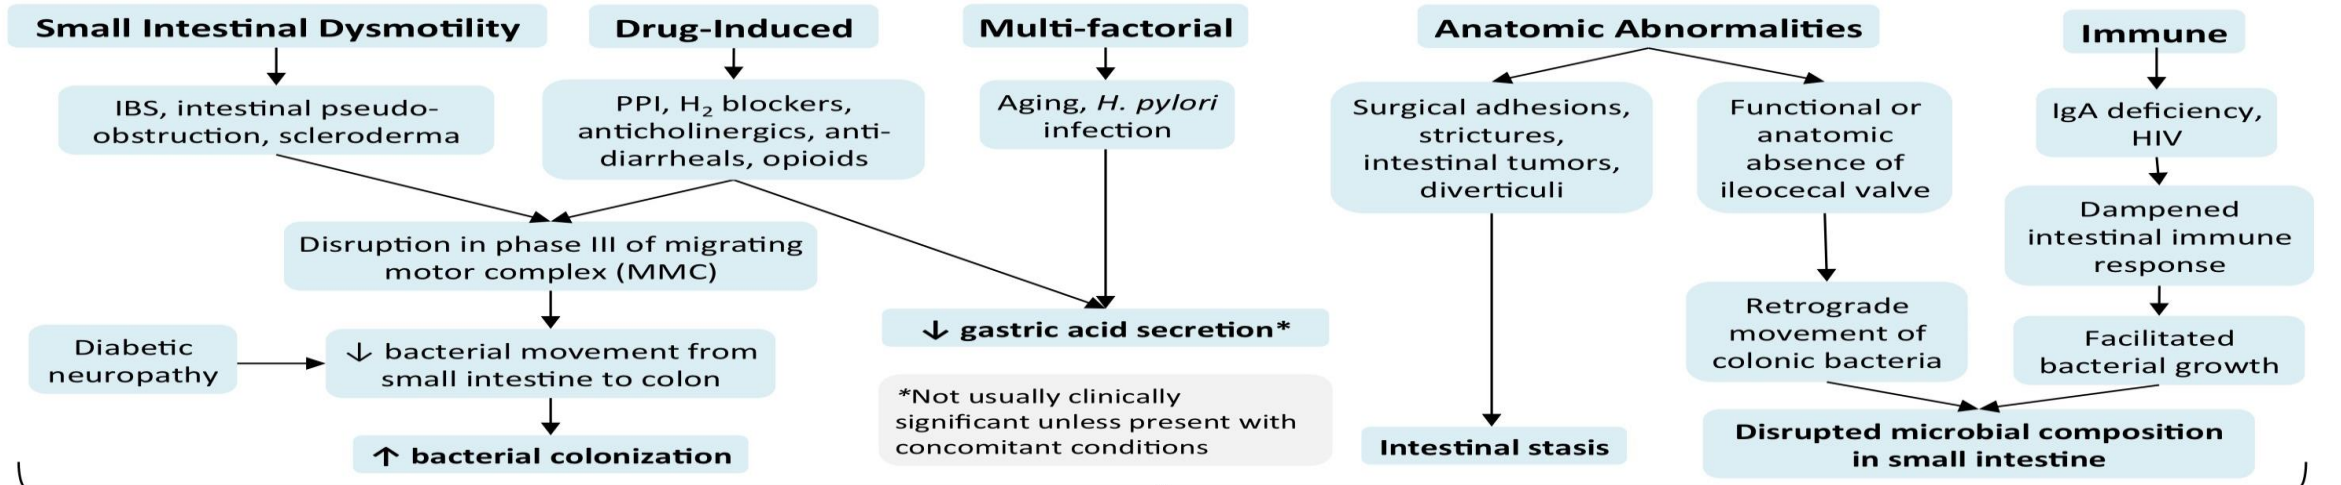 Small Intestinal Dysmotility
IBS, intestinal pseudo-
obstruction, scleroderma
Drug-Induced
PPI, H₂ blockers,
anticholinergics, anti-
diarrheals, opioids
Disruption in phase III of migrating
motor complex (MMC)
Diabetic
neuropathy
↓ bacterial movement from
small intestine to colon
↑ bacterial colonization
Multi-factorial
Aging, H. pylori
infection
↓ gastric acid secretion*
*Not usually clinically
significant unless present with
concomitant conditions
Anatomic Abnormalities
Surgical adhesions,
strictures,
intestinal tumors,
diverticuli
Intestinal stasis
Functional or
anatomic
absence of
ileocecal valve
Retrograde
movement of
colonic bacteria
Immune
IgA deficiency,
HIV
Dampened
intestinal immune
response
Facilitated
bacterial growth
Disrupted microbial composition
in small intestine